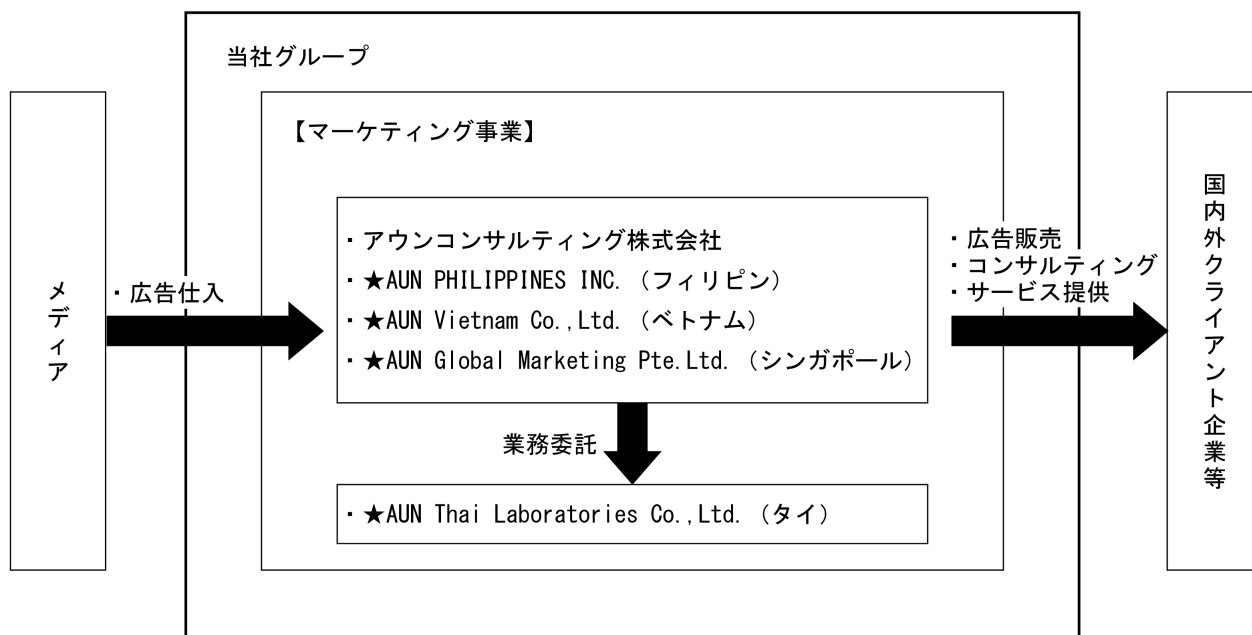 当社グループ
【マーケティング事業】
メディア
・広告仕入
・アウンコンサルティング株式会社
・★AUN PHILIPPINES INC.（フィリピン）
・★AUN Vietnam Co.,Ltd.（ベトナム）
・★AUN Global Marketing Pte.Ltd.（シンガポール）
業務委託
・★AUN Thai Laboratories Co.,Ltd.（タイ）
・広告販売
・コンサルティング
・サービス提供
国内外クライアント企業等